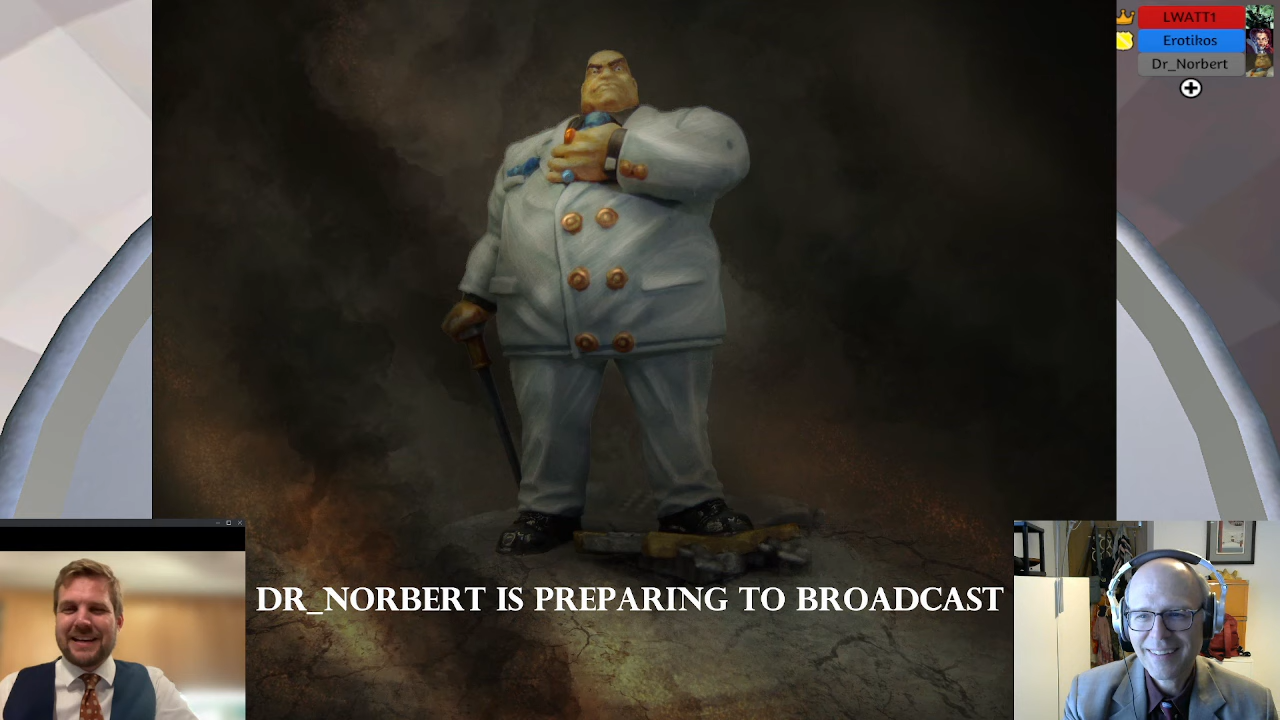 LWATT1
Erotikos
Dr_Norbert
DR_NORBERT IS PREPARING TO BROADCAST